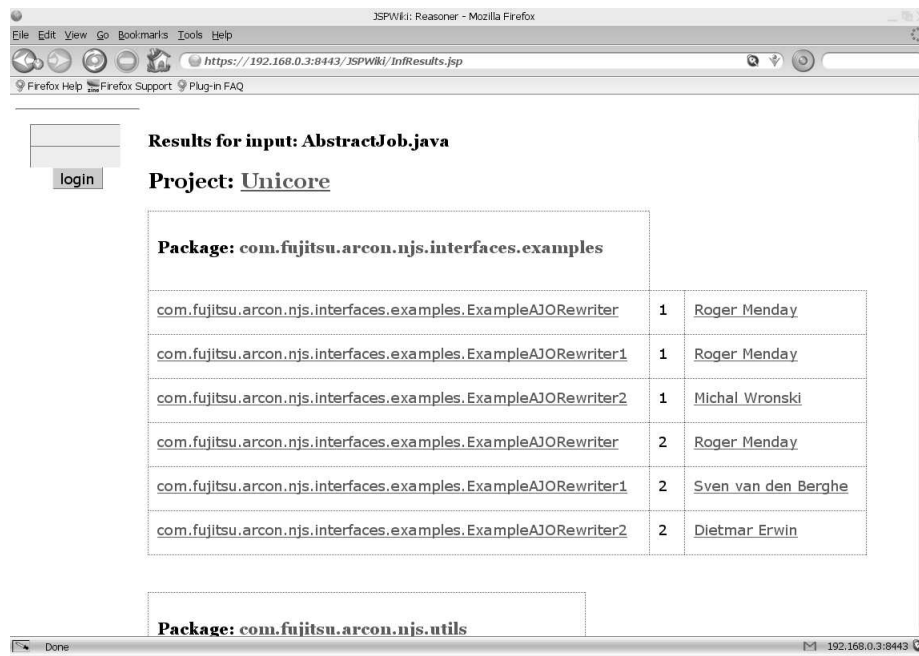 JSPWiki: Reasoner - Mozilla Firefox
File Edit View Go Bookmarks Tools Help
https://192.168.0.3:8443/JSPWiki/InfResults.jsp
Firefox Help Firefox Support Plug-in FAQ
login
Results for input: AbstractJob.java
Project: Unicore
Package: com.fujitsu.arcon.njs.interfaces.examples
com.fujitsu.arcon.njs.interfaces.examples.ExampleAJORewriter 1 Roger Menday
com.fujitsu.arcon.njs.interfaces.examples.ExampleAJORewriter1 1 Roger Menday
com.fujitsu.arcon.njs.interfaces.examples.ExampleAJORewriter2 1 Michal Wronski
com.fujitsu.arcon.njs.interfaces.examples.ExampleAJORewriter 2 Roger Menday
com.fujitsu.arcon.njs.interfaces.examples.ExampleAJORewriter1 2 Sven van den Berghe
com.fujitsu.arcon.njs.interfaces.examples.ExampleAJORewriter2 2 Dietmar Erwin
Package: com.fujitsu.arcon.njs.utils
Done 192.168.0.3:8443